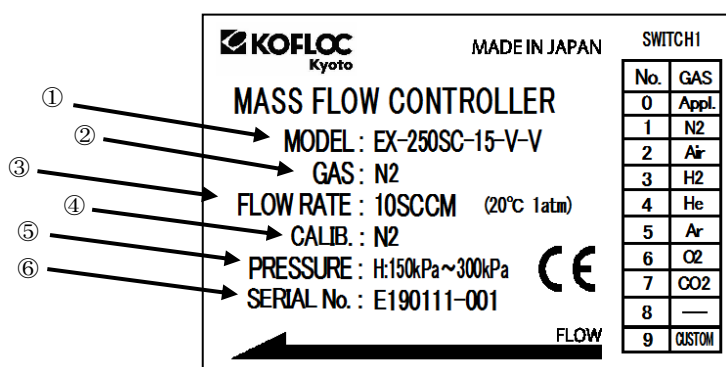 KOFLOC
Kyoto
MADE IN JAPAN
MASS FLOW CONTROLLER
① MODEL : EX-250SC-15-V-V
② GAS : N2
③ FLOW RATE : 10SCCM (20℃ 1atm)
④ CALIB. : N2
⑤ PRESSURE : H:150kPa~300kPa
⑥ SERIAL No. : E190111-001
CE
FLOW
SWITCH1
No. GAS
0 Appl.
1 N2
2 Air
3 H2
4 He
5 Ar
6 O2
7 CO2
8 —
9 CUSTOM